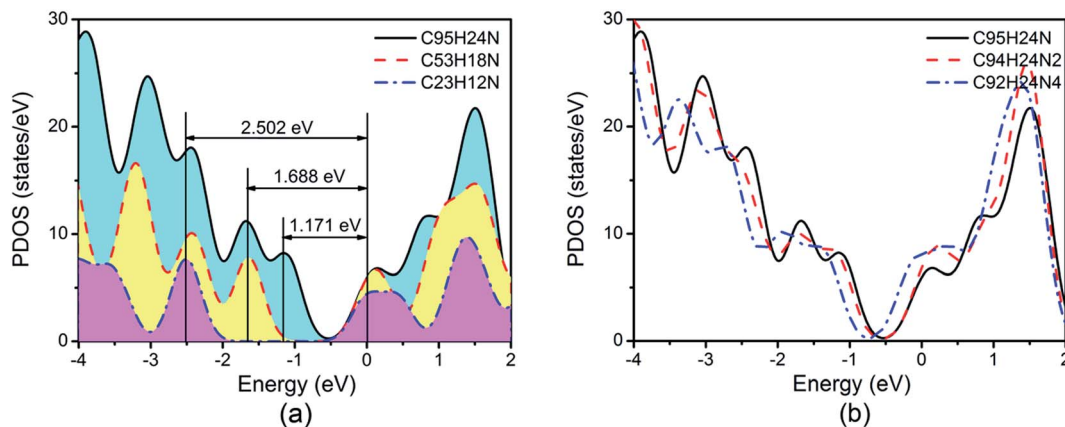 30
20
10
0
PDOS (states/eV)
C95H24N
C53H18N
C23H12N
2.502 eV
1.688 eV
1.171 eV
-4 -3 -2 -1 0 1 2
Energy (eV)
(a)
30
20
10
0
PDOS (states/eV)
C95H24N
C94H24N2
C92H24N4
-4 -3 -2 -1 0 1 2
Energy (eV)
(b)